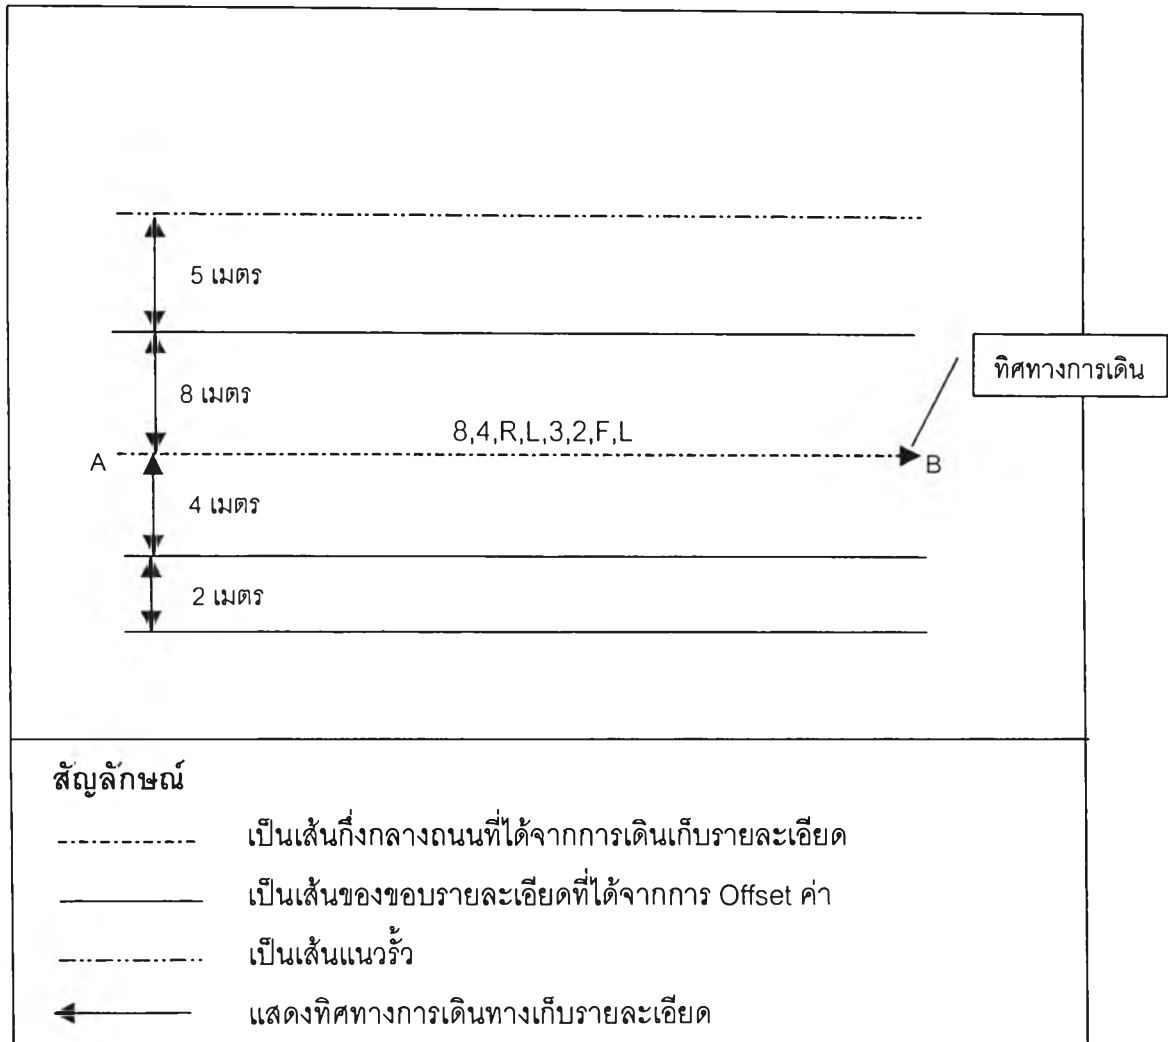 5 เมตร
ทิศทางการเดิน
8 เมตร
8,4,R,L,3,2,F,L
A
B
4 เมตร
2 เมตร
สัญลักษณ์
เป็นเส้นกึ่งกลางถนนที่ได้จากการเดินเก็บรายละเอียด
เป็นเส้นของขอบรายละเอียดที่ได้จากการ Offset ค่า
เป็นเส้นแนวรั้ว
แสดงทิศทางการเดินทางเก็บรายละเอียด